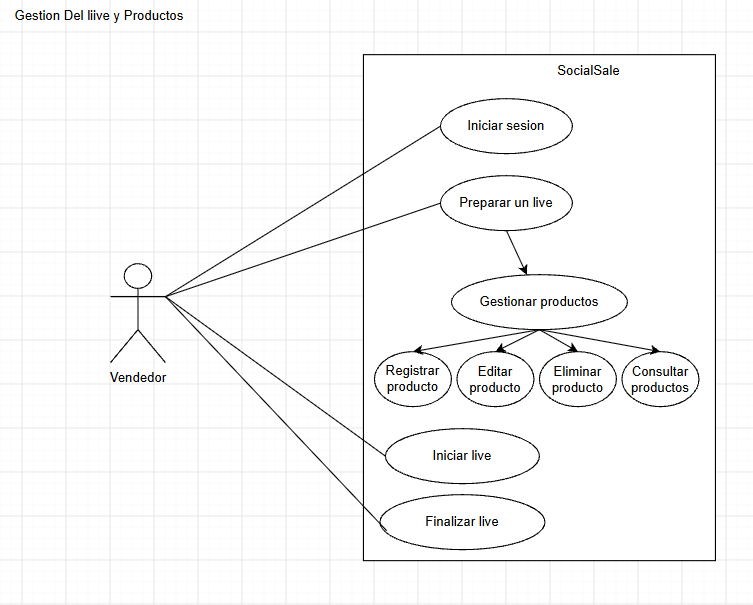 Gestion Del liive y Productos
SocialSale
Iniciar sesion
Preparar un live
Gestionar productos
Registrar
producto
Editar
producto
Eliminar
producto
Consultar
productos
Vendedor
Iniciar live
Finalizar live